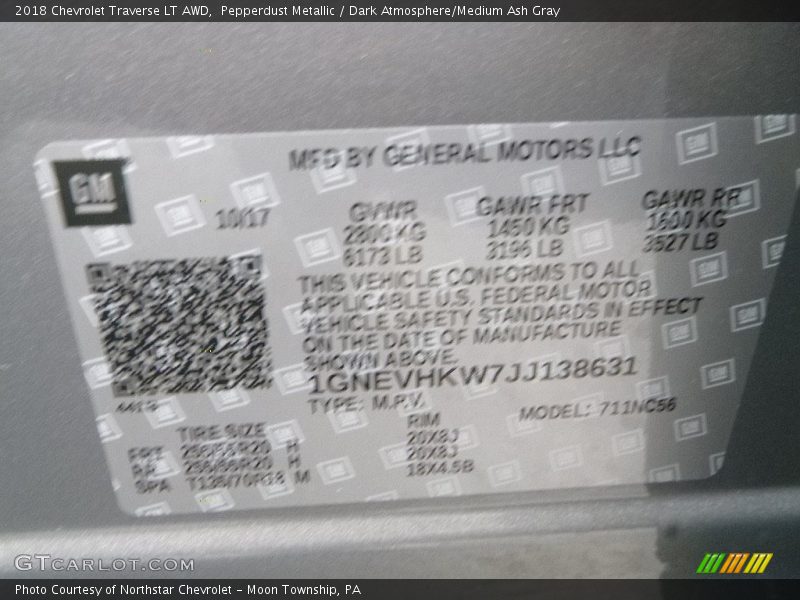 2018 Chevrolet Traverse LT AWD,  Pepperdust Metallic / Dark Atmosphere/Medium Ash Gray
MFD BY GENERAL MOTORS LLC
GM
10/17
GVWR GAWR FRT GAWR RR
2800 KG 1450 KG 1600 KG
6173 LB 3196 LB 3527 LB
THIS VEHICLE CONFORMS TO ALL
APPLICABLE U.S. FEDERAL MOTOR
VEHICLE SAFETY STANDARDS IN EFFECT
ON THE DATE OF MANUFACTURE
SHOWN ABOVE.
1GNEVHKW7JJ138631
TYPE: M.P.V. MODEL: 711NC56
TIRE SIZE RIM
FRT H 20X8J
RR H 20X8J
SPA T135/70R18 M 18X4.5B
GTCARLOT.COM
Photo Courtesy of Northstar Chevrolet - Moon Township, PA